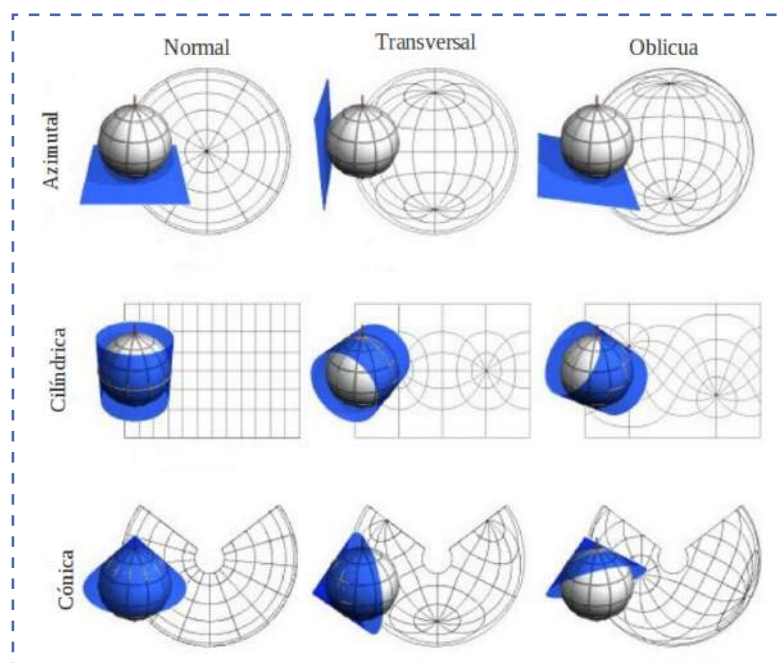 Normal
Transversal
Oblicua
Azimutal
Cilíndrica
Cónica